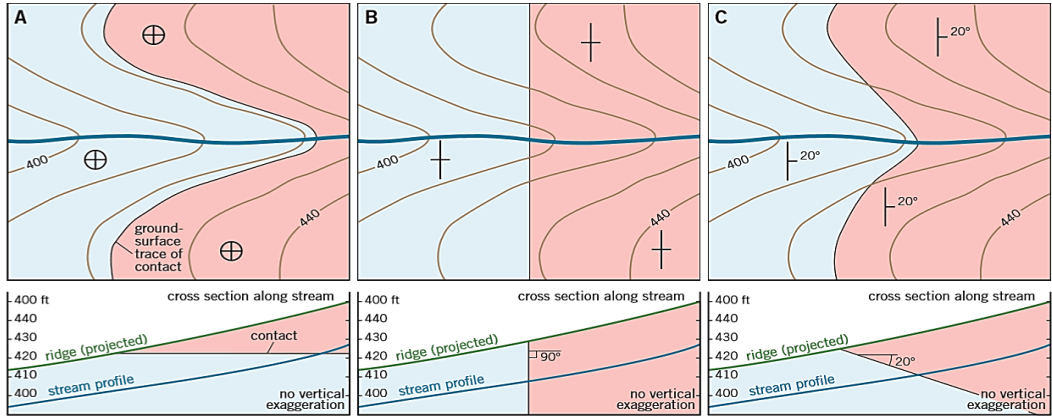 A
400
440
ground-
surface
trace of
contact
400 ft
cross section along stream
440
430
420
410
400
ridge (projected)
contact
stream profile
no vertical
exaggeration
B
400
440
400 ft
cross section along stream
440
430
420
410
400
ridge (projected)
90°
stream profile
no vertical
exaggeration
C
20°
400
20°
20°
440
400 ft
cross section along stream
440
430
420
410
400
ridge (projected)
20°
stream profile
no vertical
exaggeration